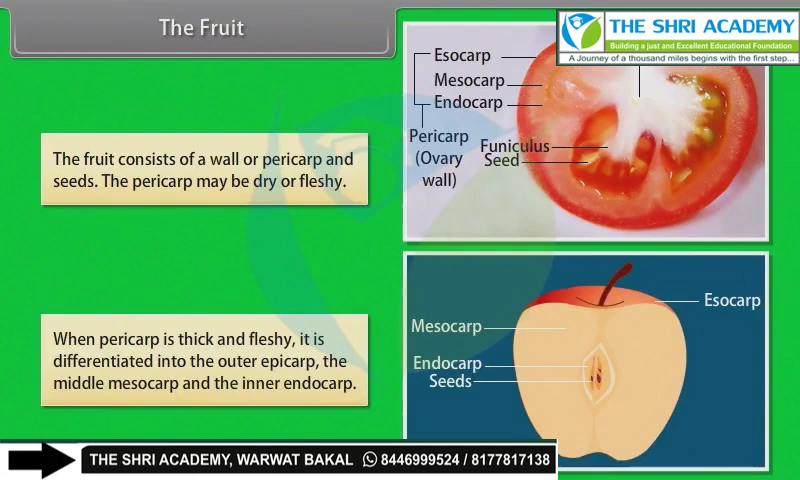 The Fruit
THE SHRI ACADEMY
Building a just and Excellent Educational Foundation
A Journey of a thousand miles begins with the first step...
Esocarp
Mesocarp
Endocarp
Pericarp
(Ovary
wall)
Funiculus
Seed
The fruit consists of a wall or pericarp and
seeds. The pericarp may be dry or fleshy.
Esocarp
Mesocarp
Endocarp
Seeds
When pericarp is thick and fleshy, it is
differentiated into the outer epicarp, the
middle mesocarp and the inner endocarp.
THE SHRI ACADEMY, WARWAT BAKAL 8446999524 / 8177817138